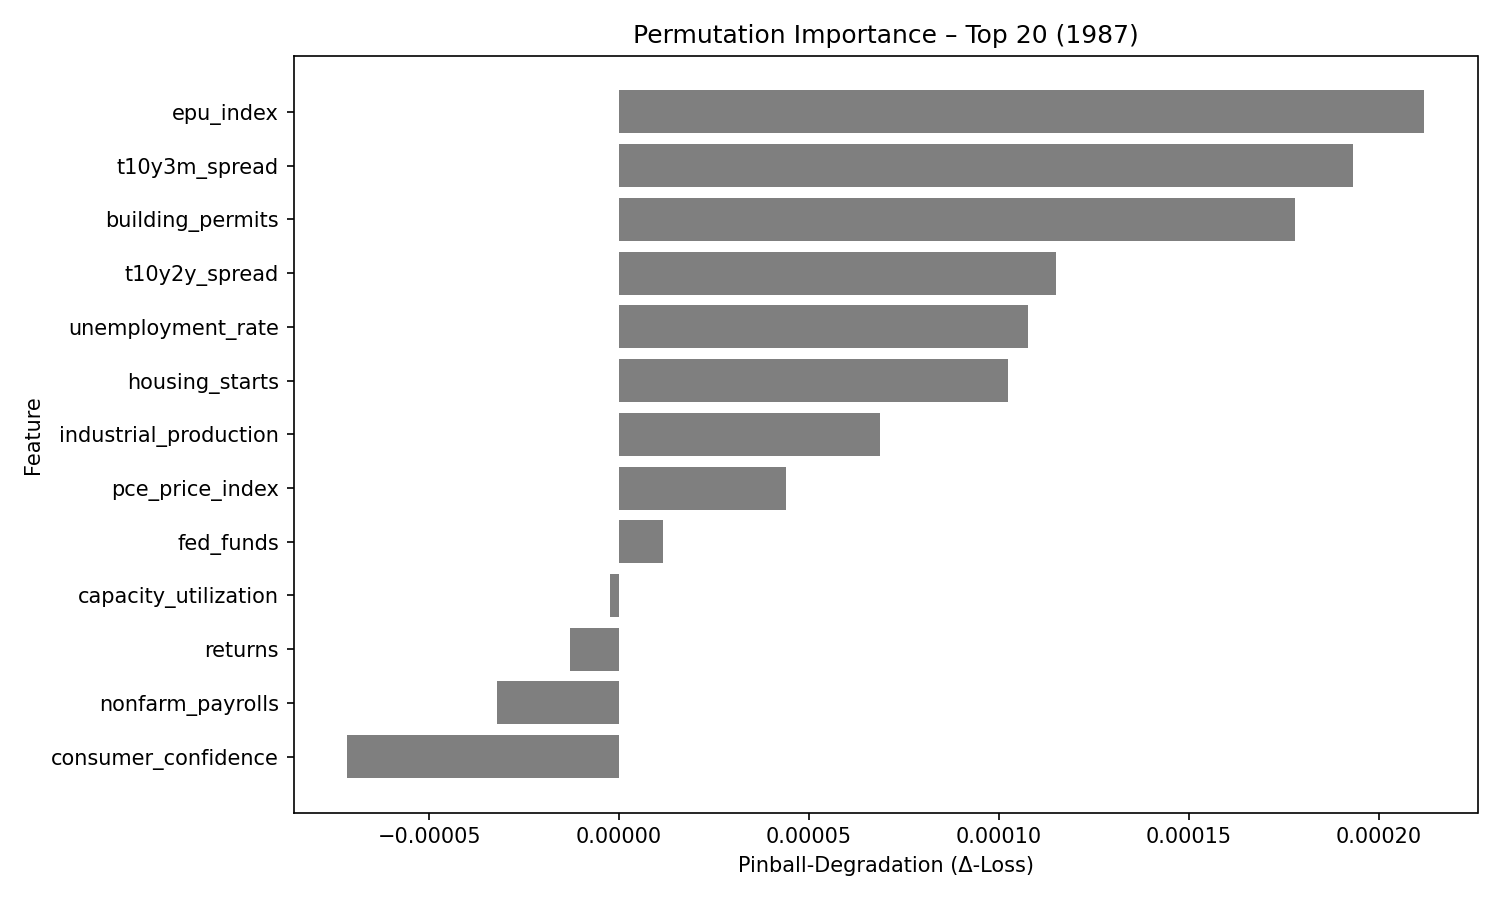 Permutation Importance – Top 20 (1987)
Feature
epu_index
t10y3m_spread
building_permits
t10y2y_spread
unemployment_rate
housing_starts
industrial_production
pce_price_index
fed_funds
capacity_utilization
returns
nonfarm_payrolls
consumer_confidence
−0.00005 0.00000 0.00005 0.00010 0.00015 0.00020
Pinball-Degradation (Δ-Loss)